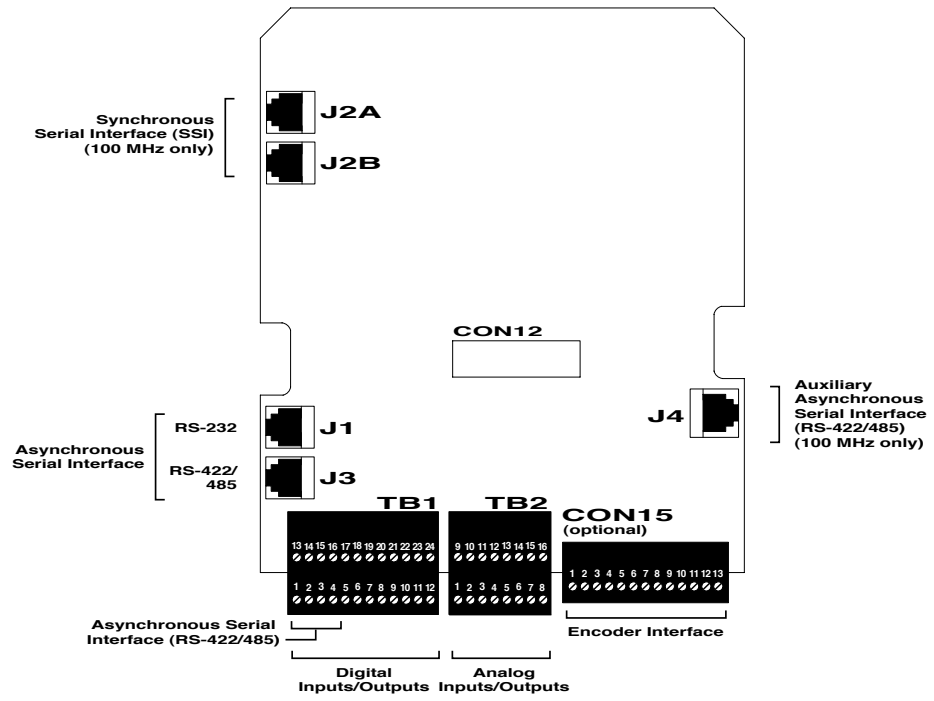 J2A
Synchronous
Serial Interface (SSI)
(100 MHz only)
J2B
CON12
Auxiliary
Asynchronous
Serial Interface
(RS-422/485)
(100 MHz only)
J4
RS-232
J1
Asynchronous
Serial Interface
RS-422/
485
J3
TB1
TB2
CON15
(optional)
13 14 15 16 17 18 19 20 21 22 23 24
1 2 3 4 5 6 7 8 9 10 11 12
9 10 11 12 13 14 15 16
1 2 3 4 5 6 7 8
1 2 3 4 5 6 7 8 9 10 11 12 13
Asynchronous Serial
Interface (RS-422/485)
Encoder Interface
Digital
Inputs/Outputs
Analog
Inputs/Outputs